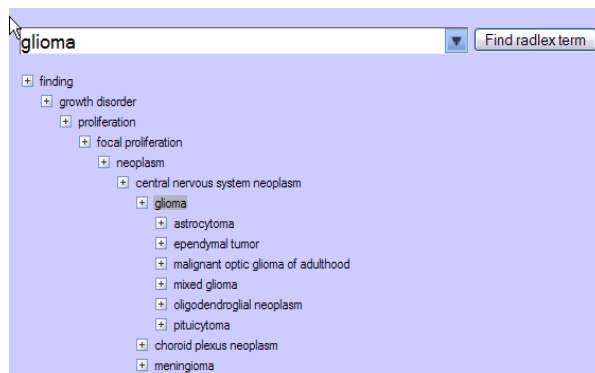 glioma Find radlex term
finding
growth disorder
proliferation
focal proliferation
neoplasm
central nervous system neoplasm
glioma
astrocytoma
ependymal tumor
malignant optic glioma of adulthood
mixed glioma
oligodendroglial neoplasm
pituicytoma
choroid plexus neoplasm
meningioma